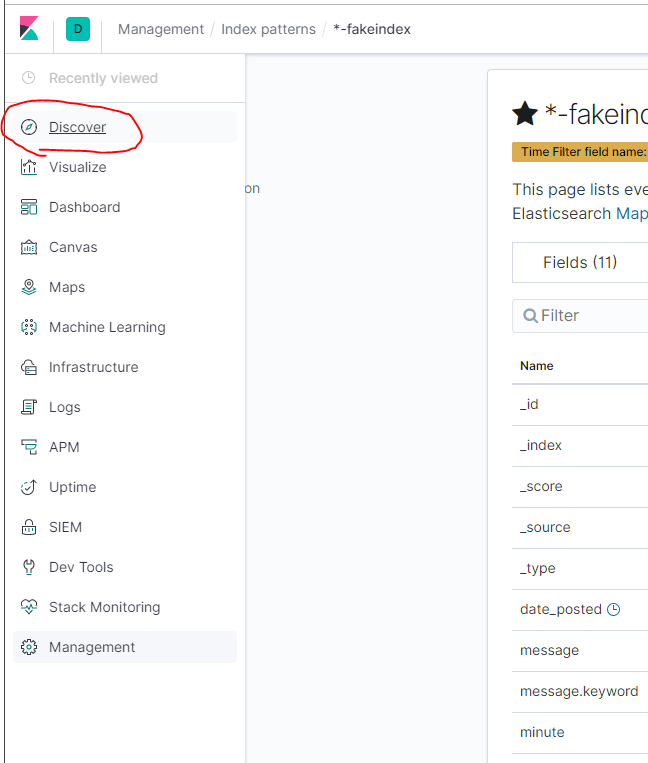 D Management / Index patterns / *-fakeindex
Recently viewed
Discover
Visualize
Dashboard
Canvas
Maps
Machine Learning
Infrastructure
Logs
APM
Uptime
SIEM
Dev Tools
Stack Monitoring
Management
on
*-fakeind
Time Filter field name:
This page lists eve
Elasticsearch Map
Fields (11)
Filter
Name
_id
_index
_score
_source
_type
date_posted
message
message.keyword
minute